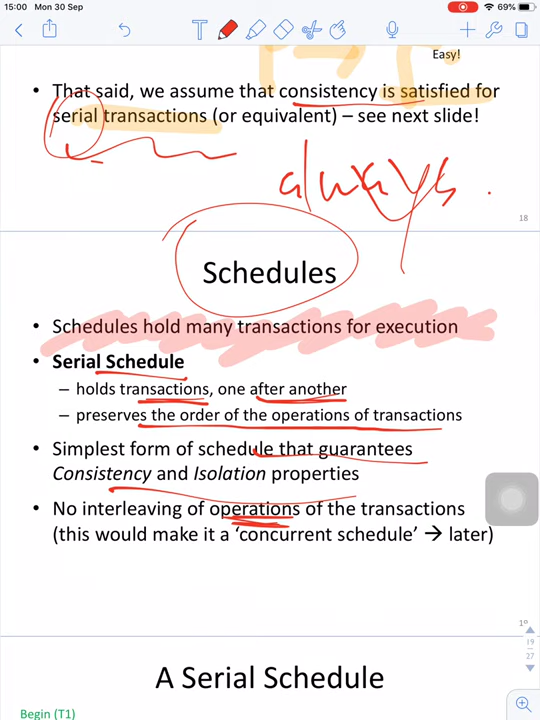 15:00 Mon 30 Sep
69%
Easy!
• That said, we assume that consistency is satisfied for
serial transactions (or equivalent) – see next slide!
always.
18
Schedules
• Schedules hold many transactions for execution
• Serial Schedule
– holds transactions, one after another
– preserves the order of the operations of transactions
• Simplest form of schedule that guarantees
Consistency and Isolation properties
• No interleaving of operations of the transactions
(this would make it a ‘concurrent schedule’ → later)
19
27
A Serial Schedule
Begin (T1)